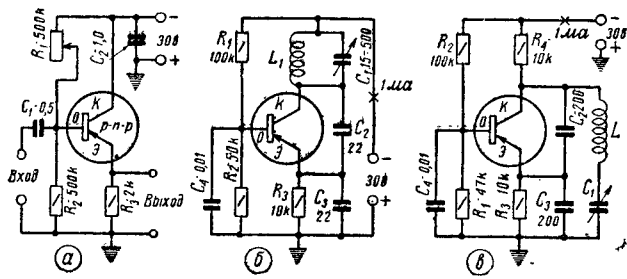 R₁·500k
C₂·1,0
−
30в
+
C₁·0,5
К
О
p-n-p
Э
Вход
R₂·500k
R₃·2k
Выход
а
R₁
100k
L₁
C₁·15÷500
1ма
К
О
Э
C₂
22
C₄·0,01
R₂·50k
R₃
10k
C₃
22
−
30в
+
б
R₂
100k
R₄
10k
1ма
−
30в
+
К
О
Э
C₂200
L
C₄·0,01
R₁·47k
R₃·10k
C₃
200
C₁
в